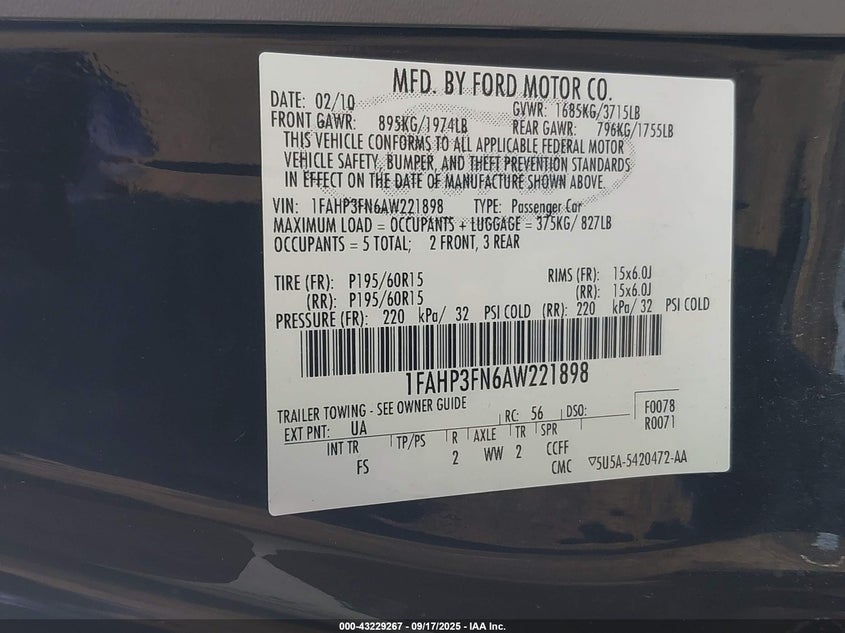 MFD. BY FORD MOTOR CO.
DATE: 02/10 GVWR: 1685KG/3715LB
FRONT GAWR: 895KG/1974LB REAR GAWR: 796KG/1755LB
THIS VEHICLE CONFORMS TO ALL APPLICABLE FEDERAL MOTOR
VEHICLE SAFETY, BUMPER, AND THEFT PREVENTION STANDARDS
IN EFFECT ON THE DATE OF MANUFACTURE SHOWN ABOVE.
VIN: 1FAHP3FN6AW221898 TYPE: Passenger Car
MAXIMUM LOAD = OCCUPANTS + LUGGAGE = 375KG/ 827LB
OCCUPANTS = 5 TOTAL; 2 FRONT, 3 REAR
TIRE (FR): P195/60R15 RIMS (FR): 15x6.0J
(RR): P195/60R15 (RR): 15x6.0J
PRESSURE (FR): 220 kPa/ 32 PSI COLD (RR): 220 kPa/ 32 PSI COLD
1FAHP3FN6AW221898
TRAILER TOWING - SEE OWNER GUIDE
EXT PNT: UA RC: 56 DSO: F0078
R0071
INT TR TP/PS R AXLE TR SPR
FS 2 WW 2 CCFF
CMC ▽5U5A-5420472-AA
000-43229267 - 09/17/2025 - IAA Inc.